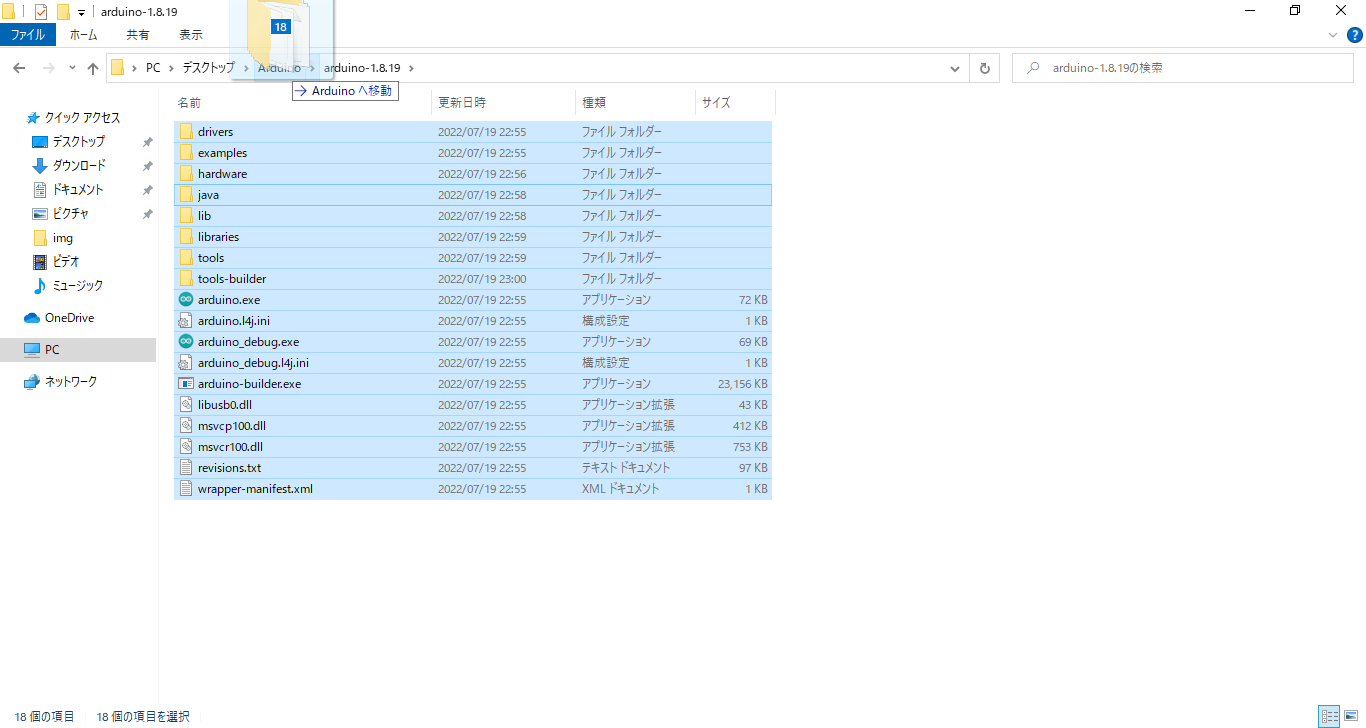 arduino-1.8.19
ファイル ホーム 共有 表示
18
PC デスクトップ Arduino arduino-1.8.19
arduino-1.8.19の検索
Arduino へ移動
名前 更新日時 種類 サイズ
クイック アクセス
デスクトップ
ダウンロード
ドキュメント
ピクチャ
img
ビデオ
ミュージック
OneDrive
PC
ネットワーク
drivers 2022/07/19 22:55 ファイル フォルダー
examples 2022/07/19 22:55 ファイル フォルダー
hardware 2022/07/19 22:56 ファイル フォルダー
java 2022/07/19 22:58 ファイル フォルダー
lib 2022/07/19 22:58 ファイル フォルダー
libraries 2022/07/19 22:59 ファイル フォルダー
tools 2022/07/19 22:59 ファイル フォルダー
tools-builder 2022/07/19 23:00 ファイル フォルダー
arduino.exe 2022/07/19 22:55 アプリケーション 72 KB
arduino.l4j.ini 2022/07/19 22:55 構成設定 1 KB
arduino_debug.exe 2022/07/19 22:55 アプリケーション 69 KB
arduino_debug.l4j.ini 2022/07/19 22:55 構成設定 1 KB
arduino-builder.exe 2022/07/19 22:55 アプリケーション 23,156 KB
libusb0.dll 2022/07/19 22:55 アプリケーション拡張 43 KB
msvcp100.dll 2022/07/19 22:55 アプリケーション拡張 412 KB
msvcr100.dll 2022/07/19 22:55 アプリケーション拡張 753 KB
revisions.txt 2022/07/19 22:55 テキスト ドキュメント 97 KB
wrapper-manifest.xml 2022/07/19 22:55 XML ドキュメント 1 KB
18 個の項目 18 個の項目を選択